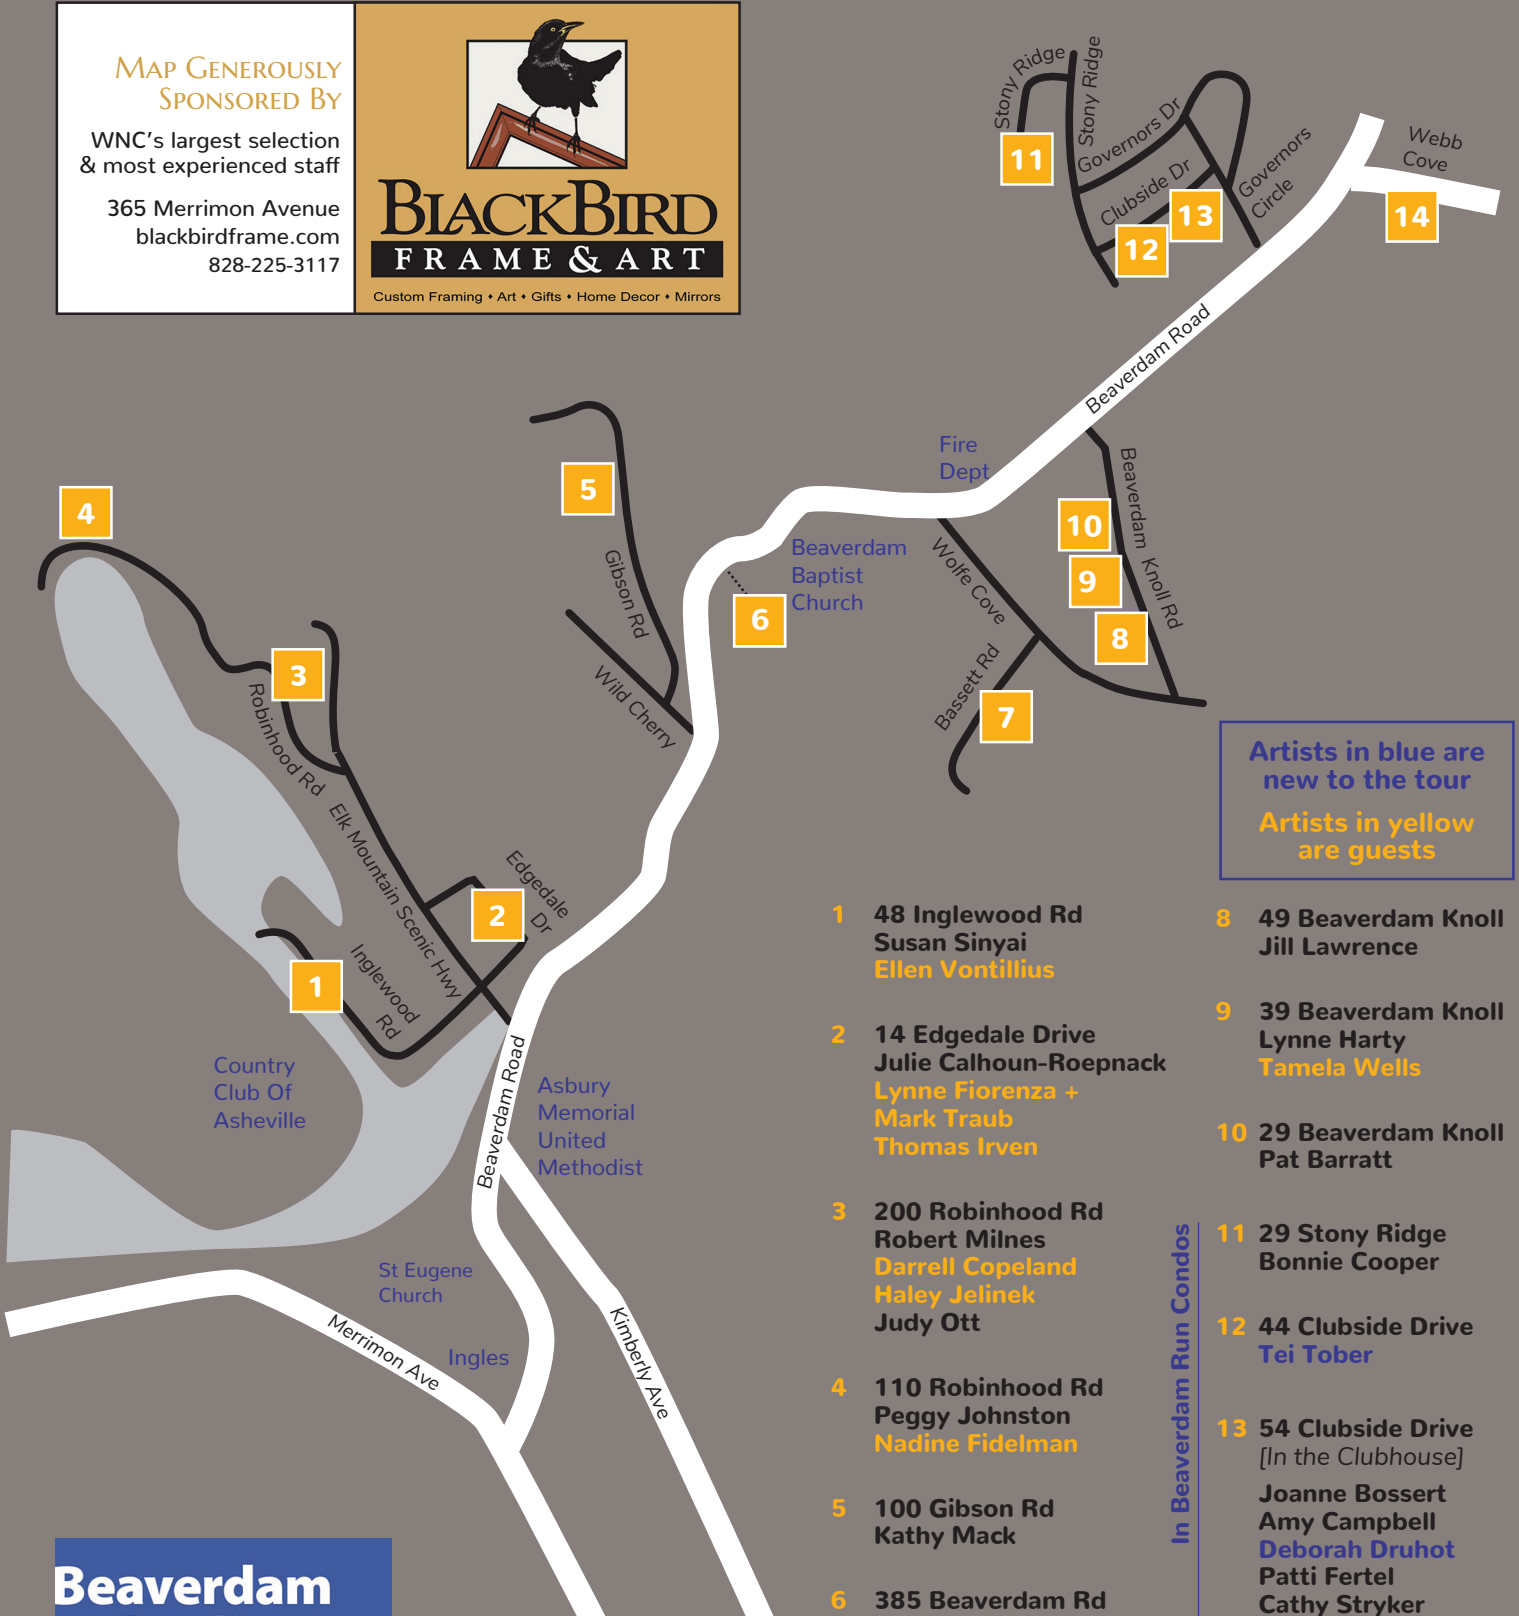 Map Generously
Sponsored By
WNC's largest selection
& most experienced staff
365 Merrimon Avenue
blackbirdframe.com
828-225-3117
BlackBird
FRAME & ART
Custom Framing • Art • Gifts • Home Decor • Mirrors
Stony Ridge
Stony Ridge
Governors Dr
Clubside Dr
Governors
Circle
Webb
Cove
11
13
12
14
Beaverdam Road
Fire
Dept
5
4
10
Beaverdam Knoll Rd
Gibson Rd
Beaverdam
Baptist
Church
Wolfe Cove
9
6
8
3
Robinhood Rd
Wild Cherry
Bassett Rd
7
Elk Mountain Scenic Hwy
Edgedale
Dr
2
1
Inglewood
Rd
Country
Club Of
Asheville
Beaverdam Road
Asbury
Memorial
United
Methodist
St Eugene
Church
Merrimon Ave
Ingles
Kimberly Ave
Artists in blue are
new to the tour
Artists in yellow
are guests
1 48 Inglewood Rd
Susan Sinyai
Ellen Vontillius
2 14 Edgedale Drive
Julie Calhoun-Roepnack
Lynne Fiorenza +
Mark Traub
Thomas Irven
3 200 Robinhood Rd
Robert Milnes
Darrell Copeland
Haley Jelinek
Judy Ott
4 110 Robinhood Rd
Peggy Johnston
Nadine Fidelman
5 100 Gibson Rd
Kathy Mack
6 385 Beaverdam Rd
8 49 Beaverdam Knoll
Jill Lawrence
9 39 Beaverdam Knoll
Lynne Harty
Tamela Wells
10 29 Beaverdam Knoll
Pat Barratt
In Beaverdam Run Condos
11 29 Stony Ridge
Bonnie Cooper
12 44 Clubside Drive
Tei Tober
13 54 Clubside Drive
[In the Clubhouse]
Joanne Bossert
Amy Campbell
Deborah Druhot
Patti Fertel
Cathy Stryker
Beaverdam